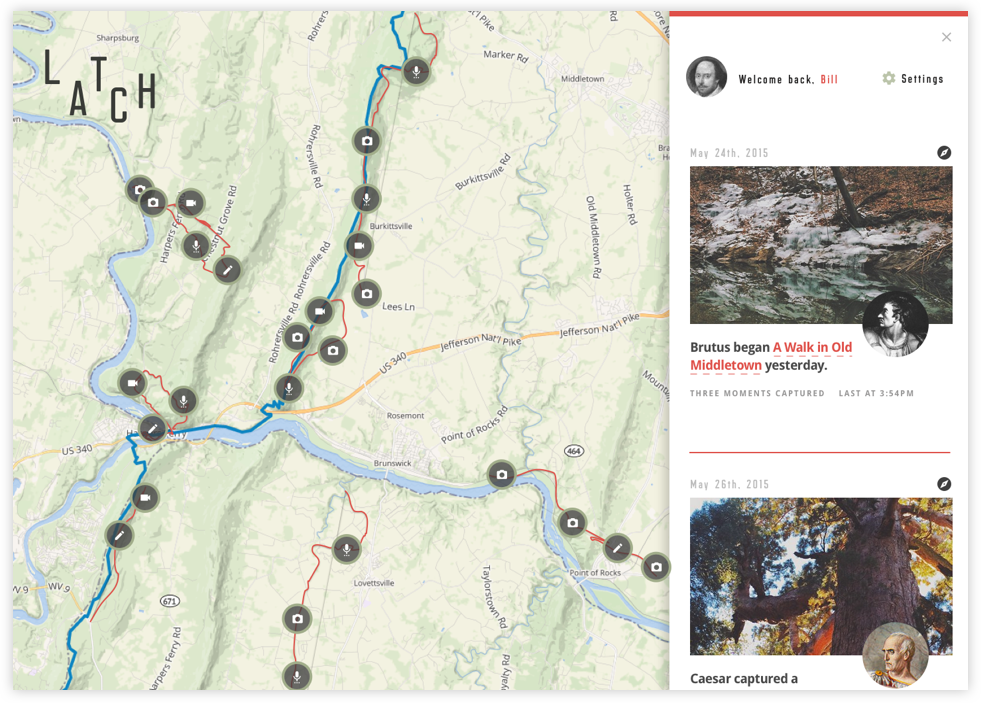 LATCH
Sharpsburg
Rohrers
l Pike
Marker Rd
Middletown
Rohrersville Rd
Burkittsville Rd
Holter Rd
Old Middletown Rd
Harpers Ferry
Chestnut Grove Rd
Burkittsville
Rohrersville Rd
Rohrersville Rd
Lees Ln
Jefferson Nat'l Pike
Jefferson Nat'l Pike
US 340
Mount
Rosemont
Point of Rocks Rd
US 340
464
Brunswick
Point of Rocks
Lovettsville
Taylorstown Rd
WV 9
671
Harpers Ferry Rd
yalty Rd
×
Welcome back, Bill
Settings
May 24th, 2015
Brutus began A Walk in Old
Middletown yesterday.
THREE MOMENTS CAPTURED LAST AT 3:54PM
May 26th, 2015
Caesar captured a